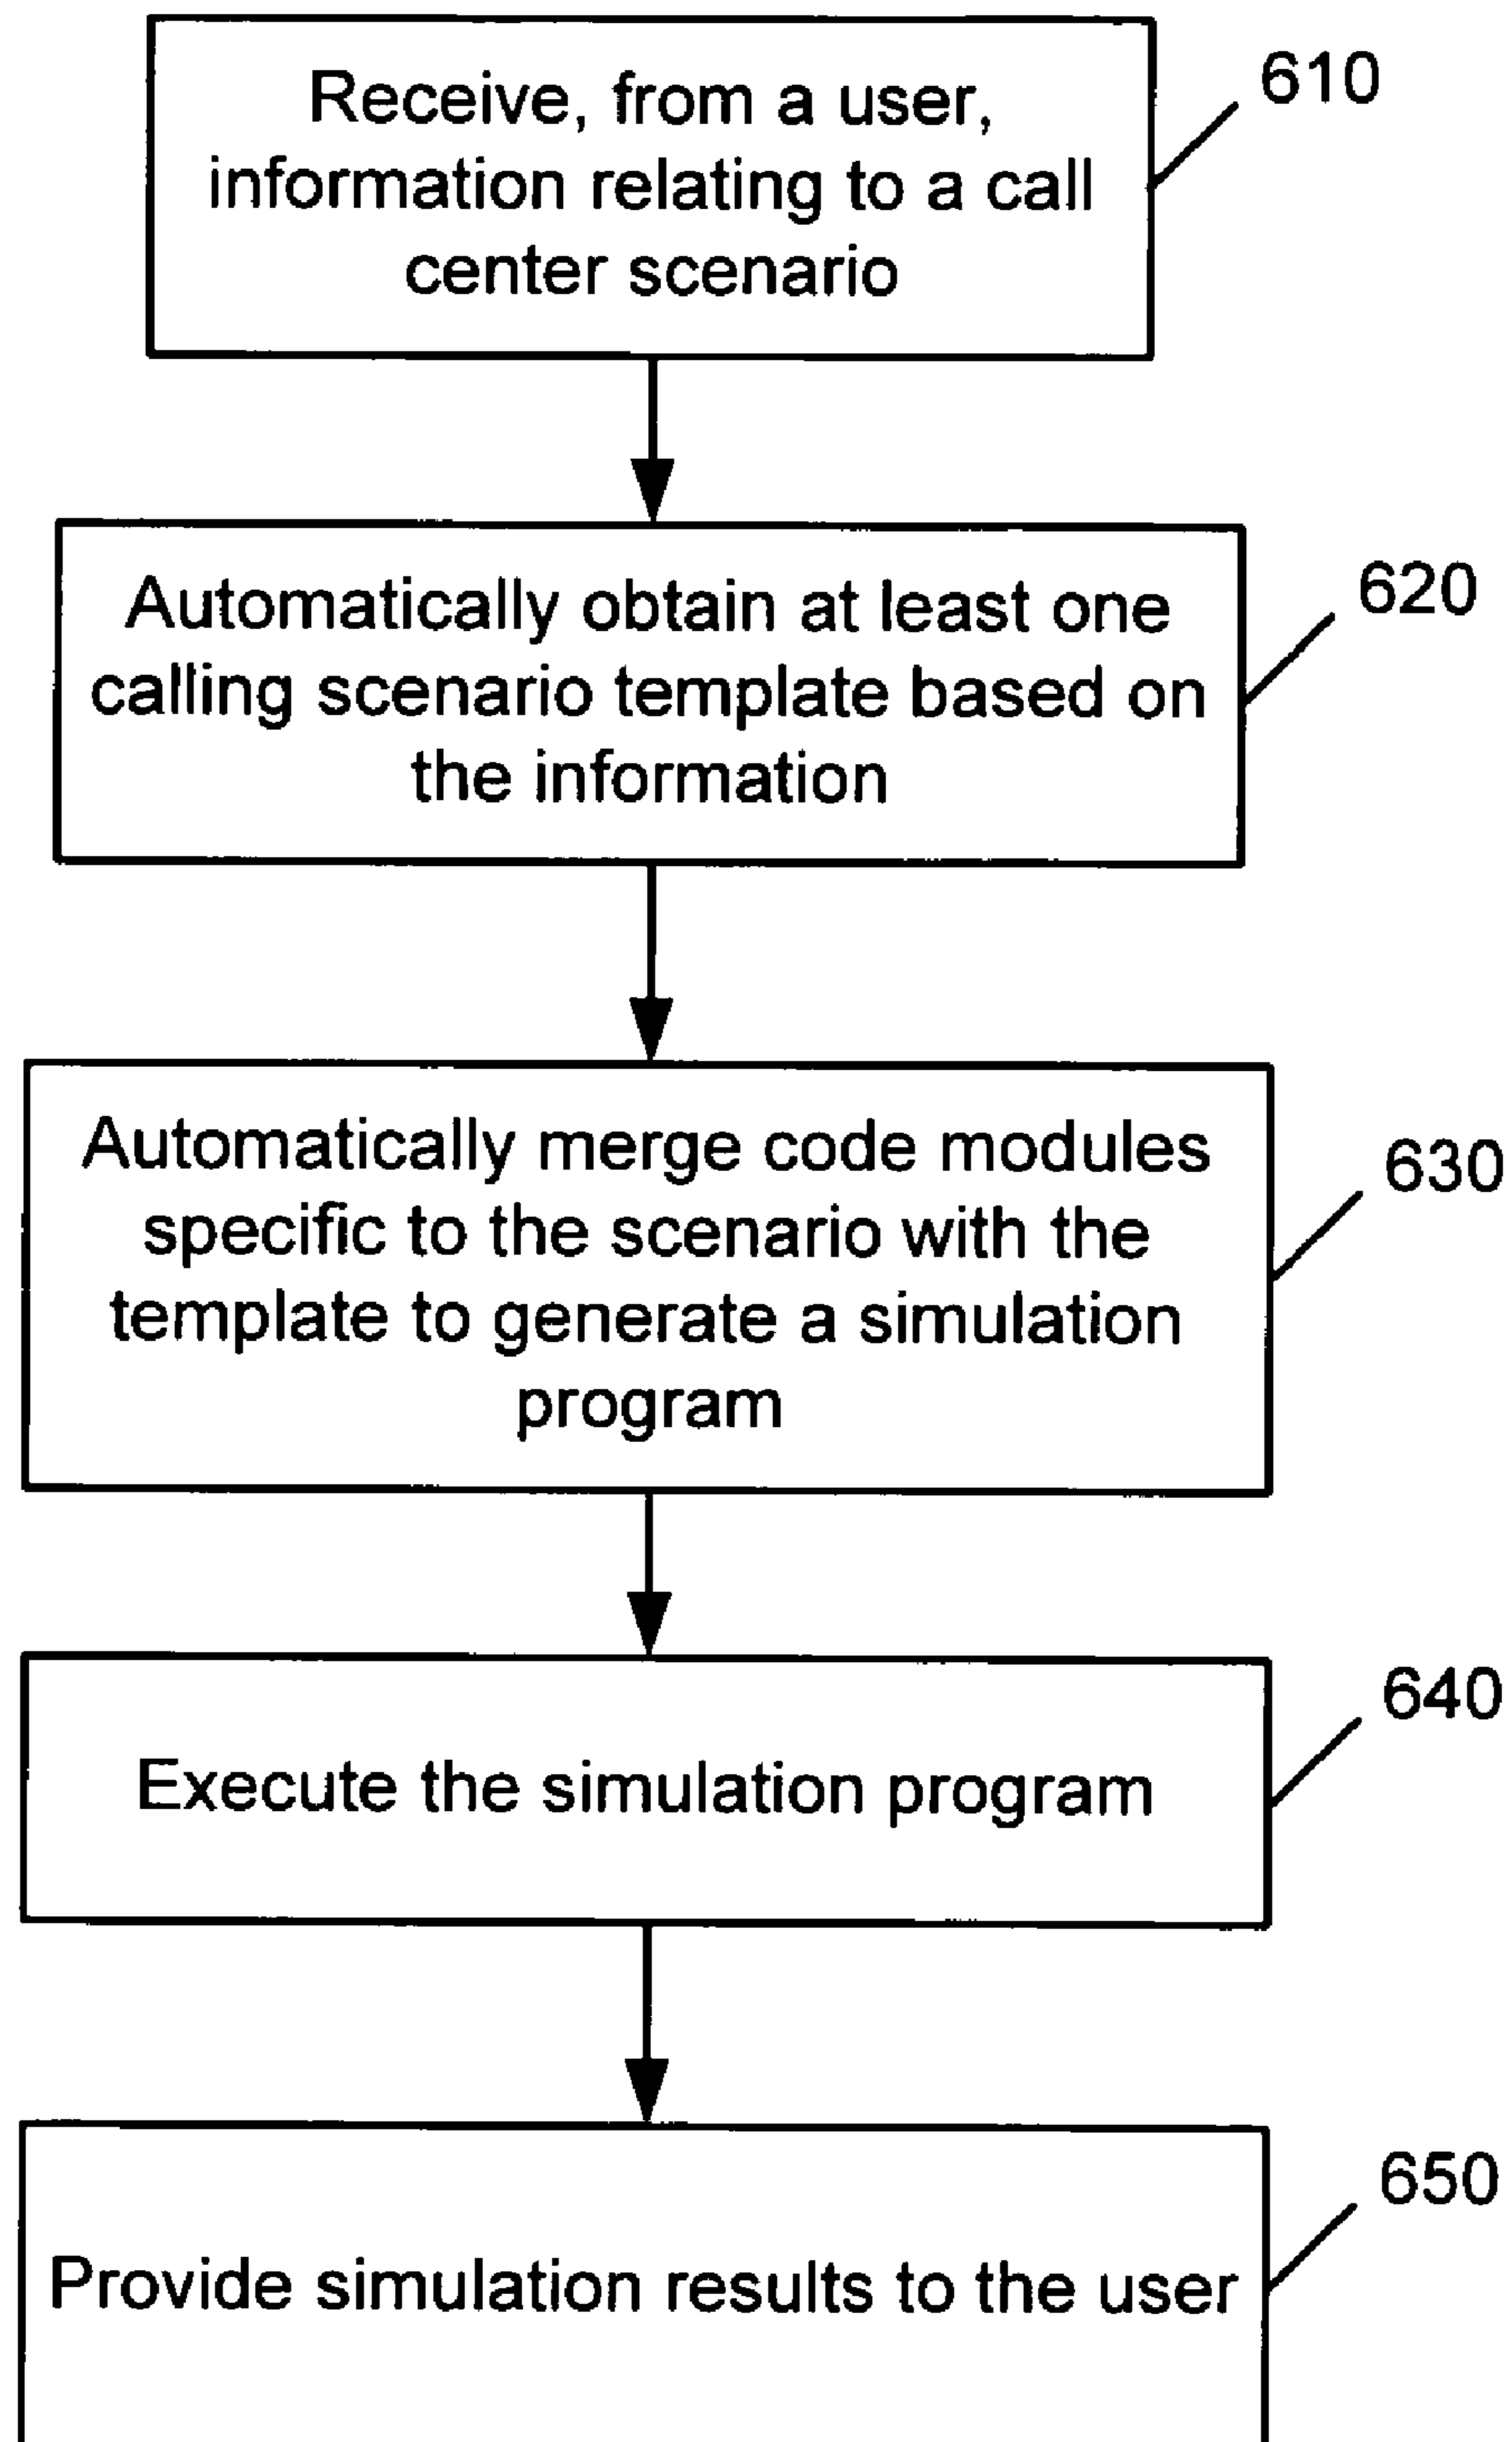 Receive, from a user,
information relating to a call
center scenario
610
Automatically obtain at least one
calling scenario template based on
the information
620
Automatically merge code modules
specific to the scenario with the
template to generate a simulation
program
630
Execute the simulation program
640
Provide simulation results to the user
650